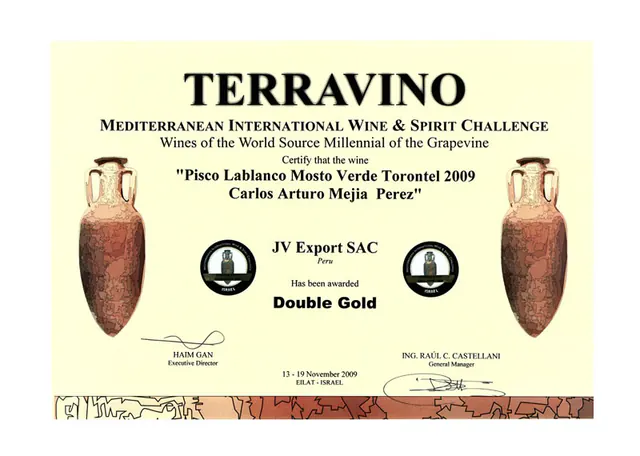 TERRAVINO
MEDITERRANEAN INTERNATIONAL WINE & SPIRIT CHALLENGE
Wines of the World Source Millennial of the Grapevine
Certify that the wine
"Pisco Lablanco Mosto Verde Torontel 2009
Carlos Arturo Mejia Perez"
JV Export SAC
Peru
Has been awarded
Double Gold
HAIM GAN
Executive Director
ING. RAÚL C. CASTELLANI
General Manager
13 - 19 November 2009
EILAT - ISRAEL
ISRAEL
ISRAEL